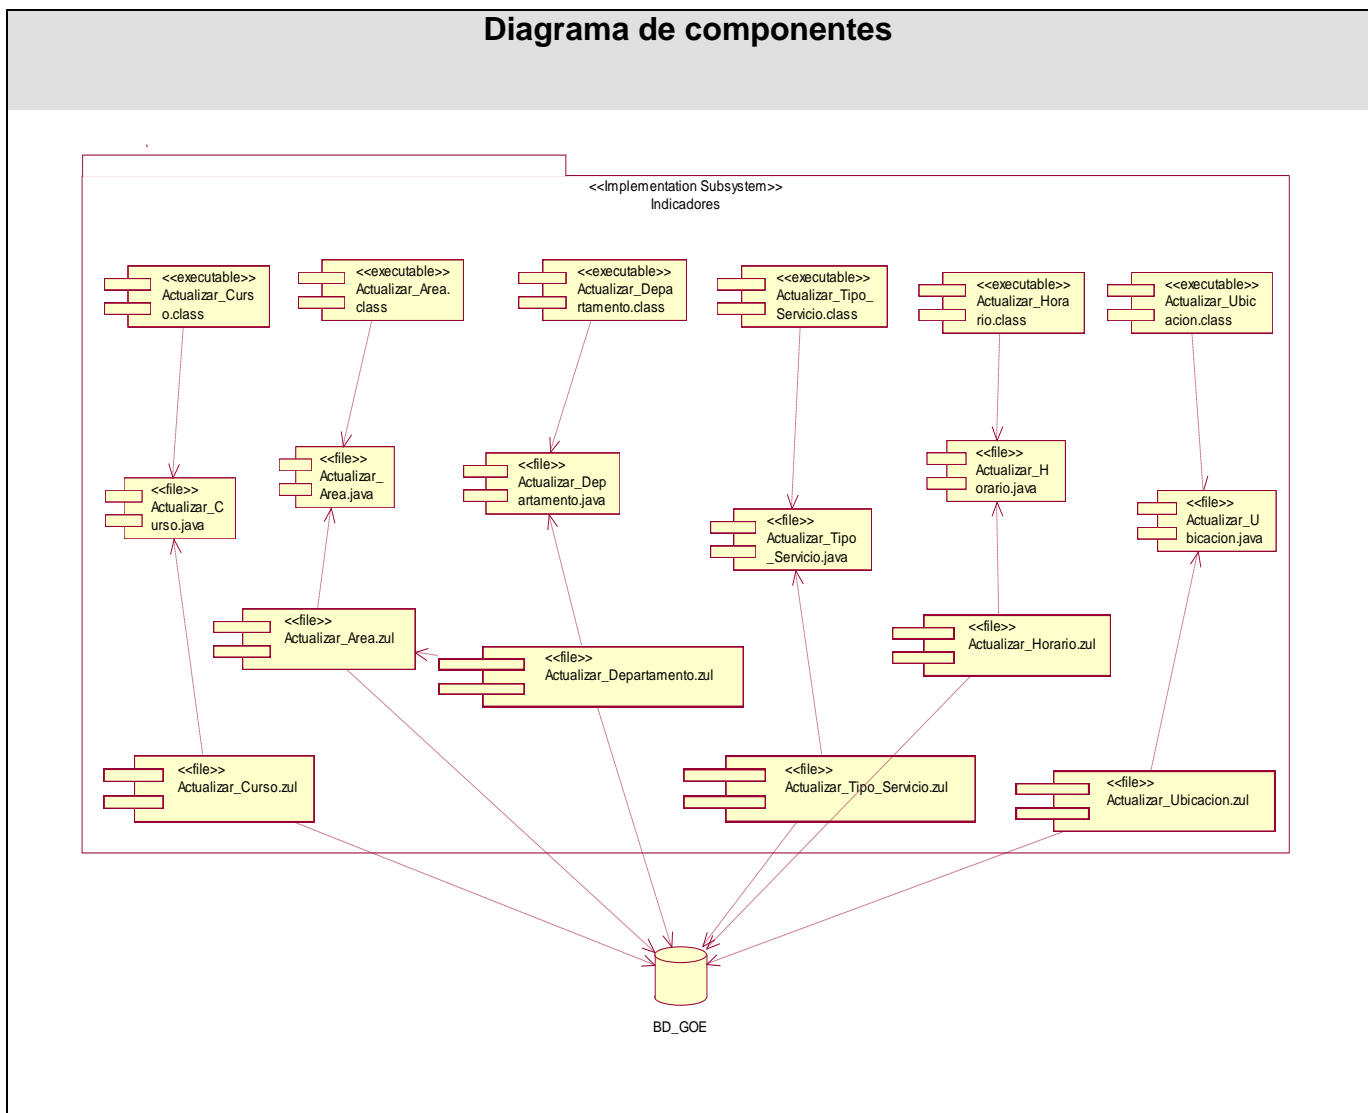 Diagrama de componentes
<<Implementation Subsystem>>
Indicadores
<<executable>>
Actualizar_Curs
o.class
<<executable>>
Actualizar_Area.
class
<<executable>>
Actualizar_Depa
rtamento.class
<<executable>>
Actualizar_Tipo_
Servicio.class
<<executable>>
Actualizar_Hora
rio.class
<<executable>>
Actualizar_Ubic
acion.class
<<file>>
Actualizar_C
urso.java
<<file>>
Actualizar_
Area.java
<<file>>
Actualizar_Dep
artamento.java
<<file>>
Actualizar_Tipo
_Servicio.java
<<file>>
Actualizar_H
orario.java
<<file>>
Actualizar_U
bicacion.java
<<file>>
Actualizar_Area.zul
<<file>>
Actualizar_Departamento.zul
<<file>>
Actualizar_Horario.zul
<<file>>
Actualizar_Curso.zul
<<file>>
Actualizar_Tipo_Servicio.zul
<<file>>
Actualizar_Ubicacion.zul
BD_GOE